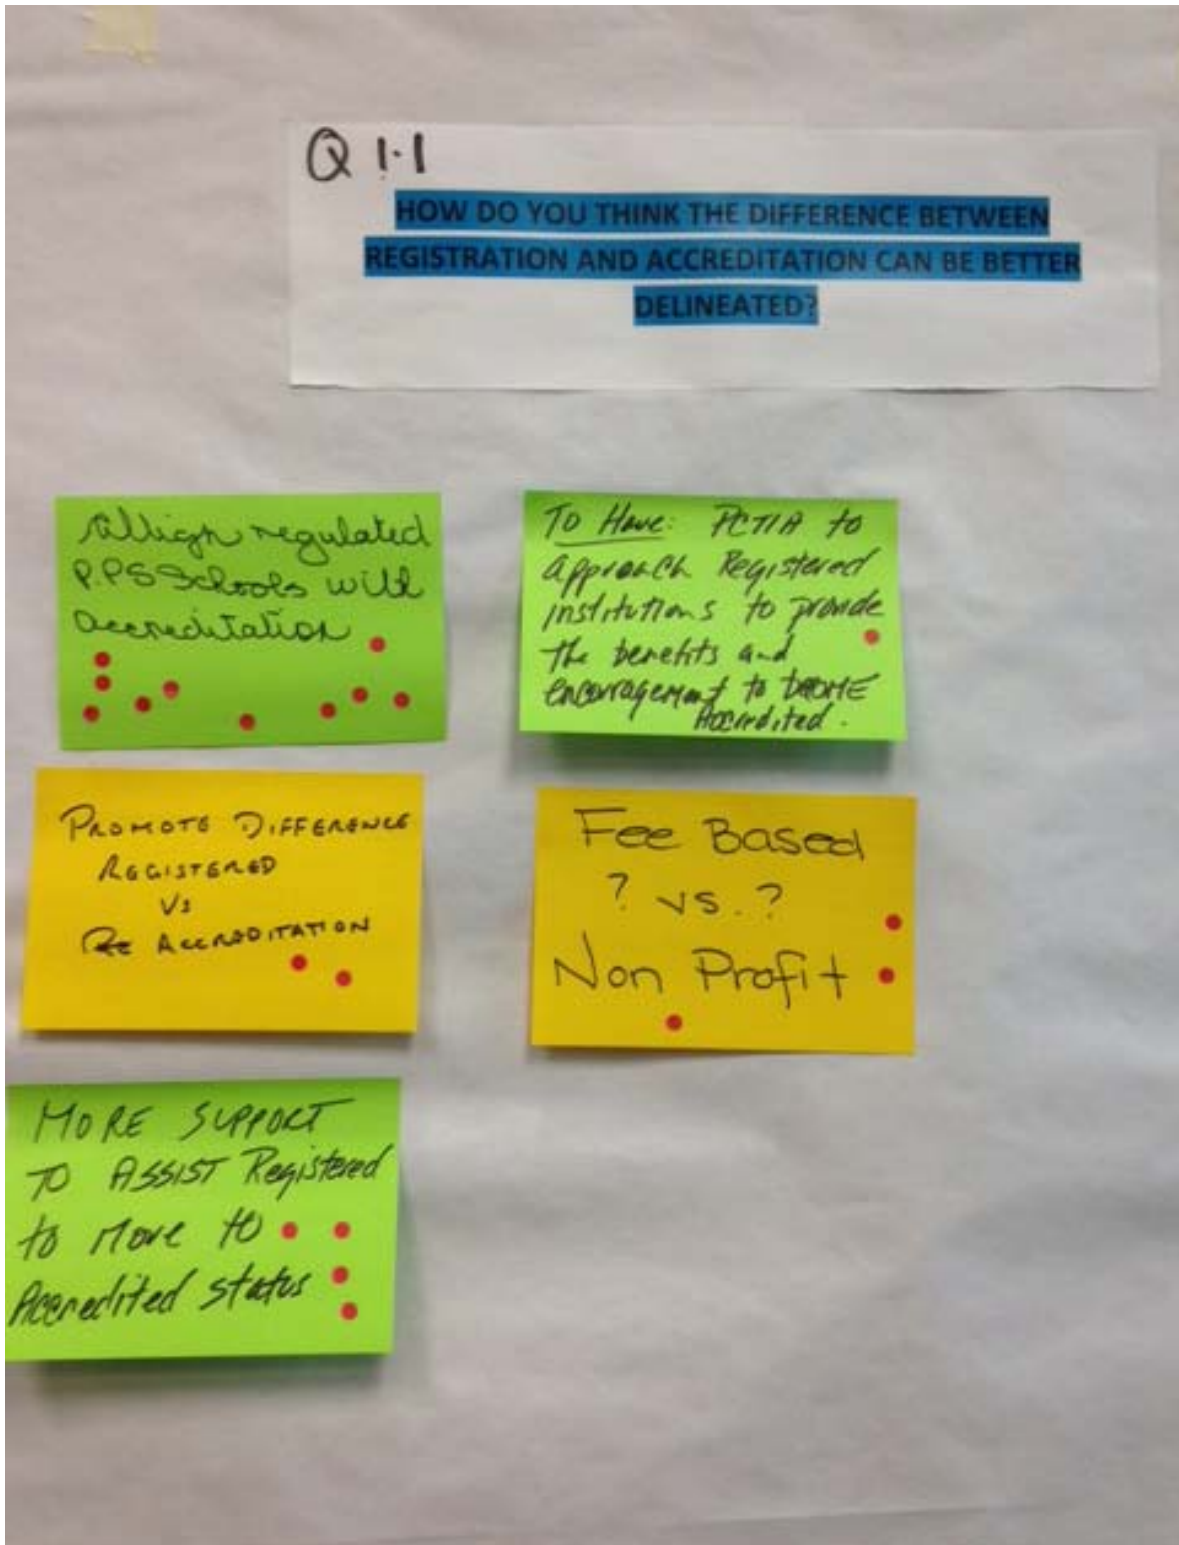 Q 1.1
HOW DO YOU THINK THE DIFFERENCE BETWEEN
REGISTRATION AND ACCREDITATION CAN BE BETTER
DELINEATED?
Allign regulated
P.P.S Schools with
accreditation
To Have: PCTIA to
approach Registered
institutions to provide
the benefits and
encouragement to
Accredited.
PROMOTE DIFFERENCE
REGISTERED
VS
ACCREDITATION
Fee Based
? vs. ?
Non Profit
MORE SUPPORT
TO ASSIST Registered
to Move to
Accredited status